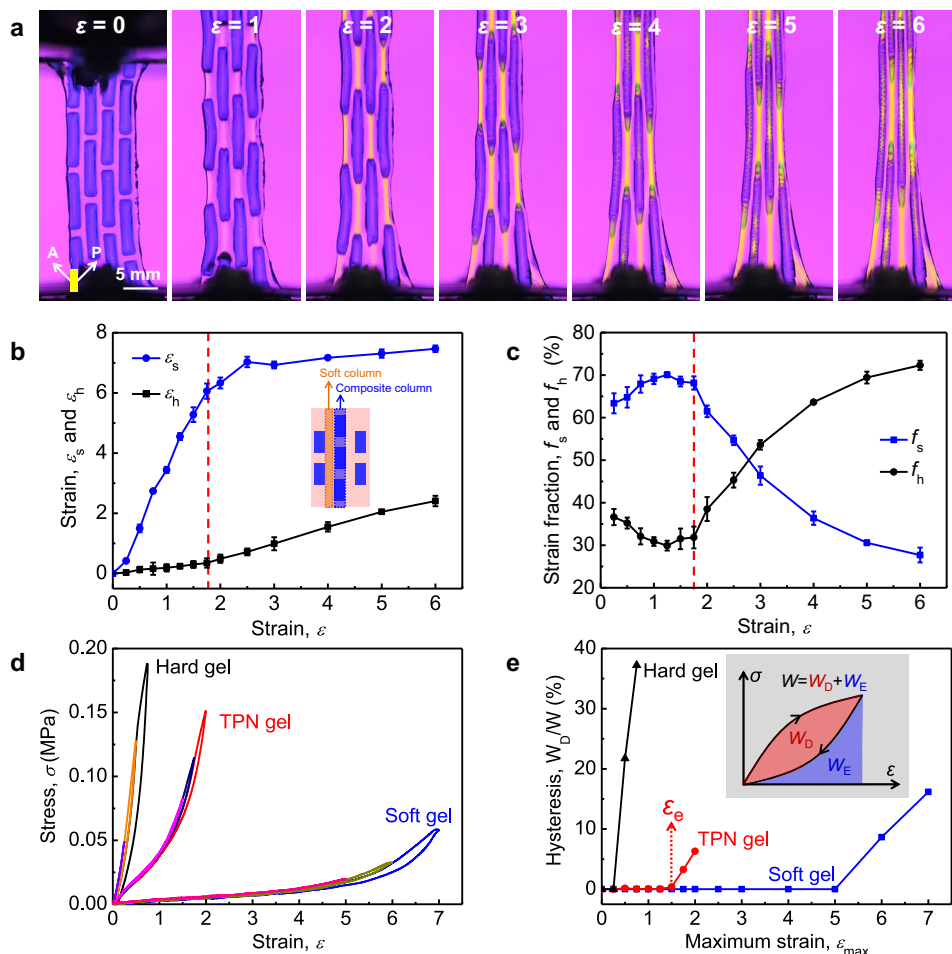 a
ε = 0
ε = 1
ε = 2
ε = 3
ε = 4
ε = 5
ε = 6
A
P
5 mm
b
Strain, εs and εh
8
6
4
2
0
εs
εh
Soft column
Composite column
0 1 2 3 4 5 6
Strain, ε
c
Strain fraction, fs and fh (%)
80
70
60
50
40
30
20
fs
fh
0 1 2 3 4 5 6
Strain, ε
d
Stress, σ (MPa)
0.20
0.15
0.10
0.05
0.00
Hard gel
TPN gel
Soft gel
0 1 2 3 4 5 6 7
Strain, ε
e
Hysteresis, WD/W (%)
40
30
20
10
0
Hard gel
σ
W=WD+WE
WD
WE
ε
εe
TPN gel
Soft gel
0 1 2 3 4 5 6 7
Maximum strain, εmax